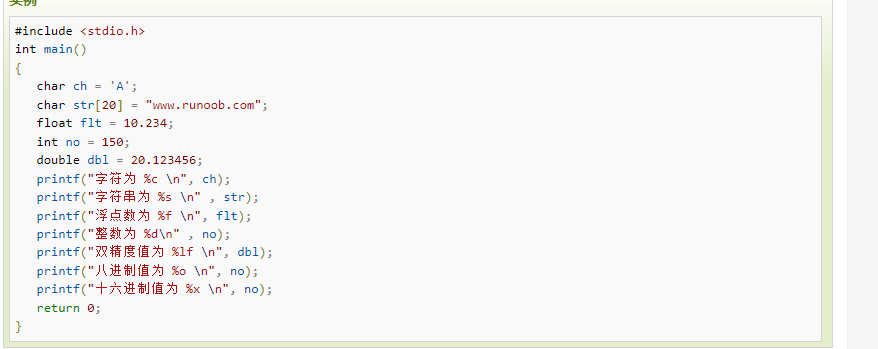 实例
#include <stdio.h>
int main()
{
   char ch = 'A';
   char str[20] = "www.runoob.com";
   float flt = 10.234;
   int no = 150;
   double dbl = 20.123456;
   printf("字符为 %c \n", ch);
   printf("字符串为 %s \n" , str);
   printf("浮点数为 %f \n", flt);
   printf("整数为 %d\n" , no);
   printf("双精度值为 %lf \n", dbl);
   printf("八进制值为 %o \n", no);
   printf("十六进制值为 %x \n", no);
   return 0;
}